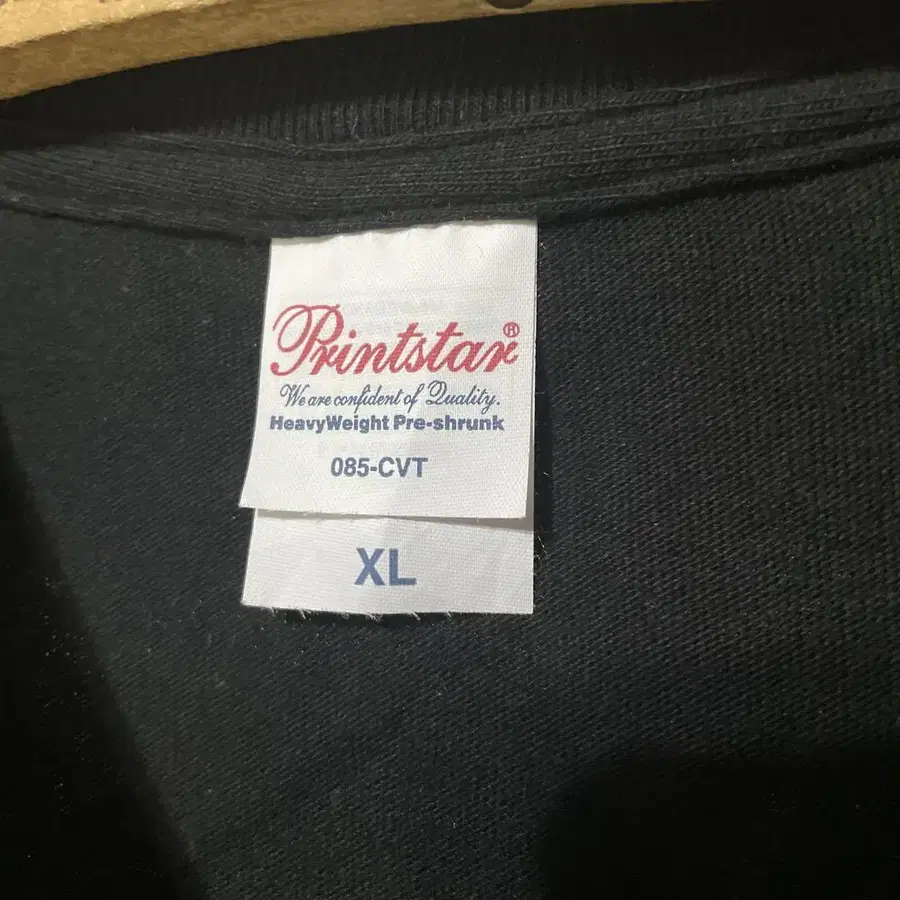 Printstar®
We are confident of Quality.
HeavyWeight Pre-shrunk
085-CVT
XL